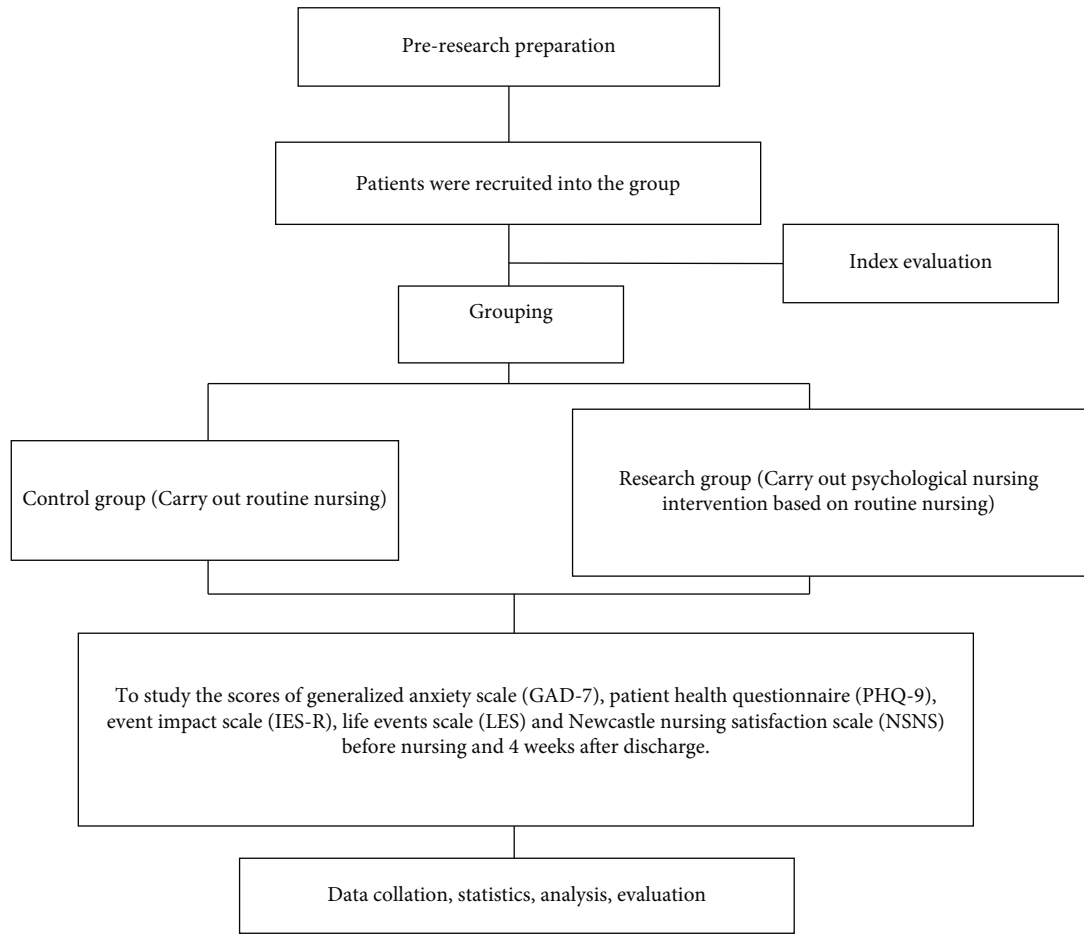 Pre-research preparation
Patients were recruited into the group
Index evaluation
Grouping
Control group (Carry out routine nursing)
Research group (Carry out psychological nursing
intervention based on routine nursing)
To study the scores of generalized anxiety scale (GAD-7), patient health questionnaire (PHQ-9),
event impact scale (IES-R), life events scale (LES) and Newcastle nursing satisfaction scale (NSNS)
before nursing and 4 weeks after discharge.
Data collation, statistics, analysis, evaluation